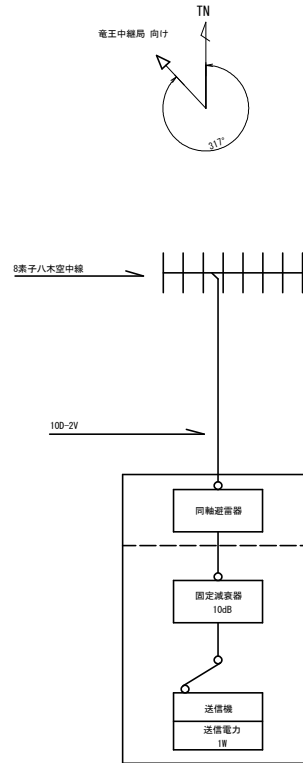 TN
竜王中継局 向け
317°
8素子八木空中線
10D-2V
同軸避雷器
固定減衰器
10dB
送信機
送信電力
1W